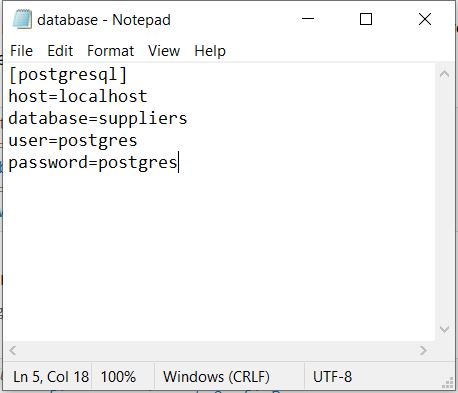 database - Notepad
File Edit Format View Help
[postgresql]
host=localhost
database=suppliers
user=postgres
password=postgres
Ln 5, Col 18 100% Windows (CRLF) UTF-8